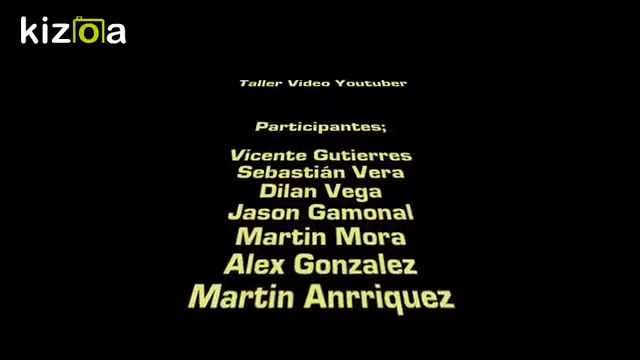 kizoa
Taller Video Youtuber
Participantes;
Vicente Gutierres
Sebastián Vera
Dilan Vega
Jason Gamonal
Martin Mora
Alex Gonzalez
Martin Anrriquez